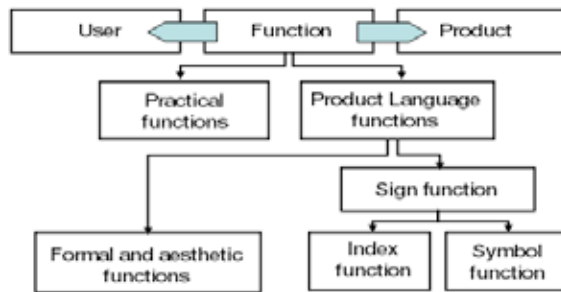 User
Function
Product
Practical
functions
Product Language
functions
Sign function
Formal and aesthetic
functions
Index
function
Symbol
function